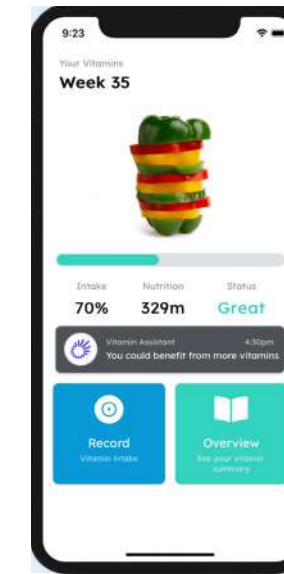 9:23
Your Vitamins
Week 35
Intake Nutrition Status
70% 329m Great
Vitamin Assistant 4:30pm
You could benefit from more vitamins
Record
Vitamin Intake
Overview
See your vitamin
summary